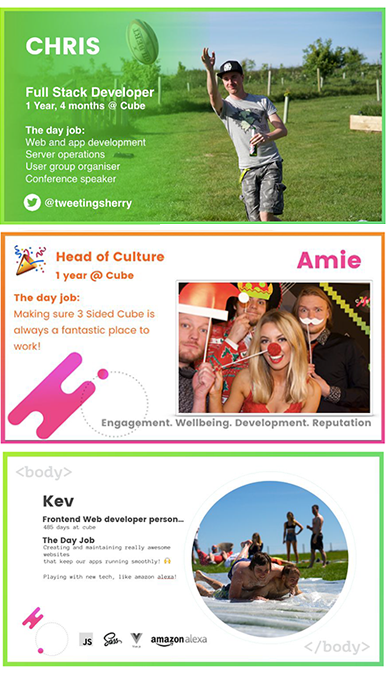 CHRIS
Full Stack Developer
1 Year, 4 months @ Cube
The day job:
Web and app development
Server operations
User group organiser
Conference speaker
@tweetingsherry
Head of Culture
1 year @ Cube
Amie
The day job:
Making sure 3 Sided Cube is
always a fantastic place to
work!
Engagement. Wellbeing. Development. Reputation
<body>
Kev
Frontend Web developer person...
485 days at cube
The Day Job
Creating and maintaining really awesome
websites
that keep our apps running smoothly!
Playing with new tech, like amazon alexa!
JS
Sass
amazon alexa
</body>